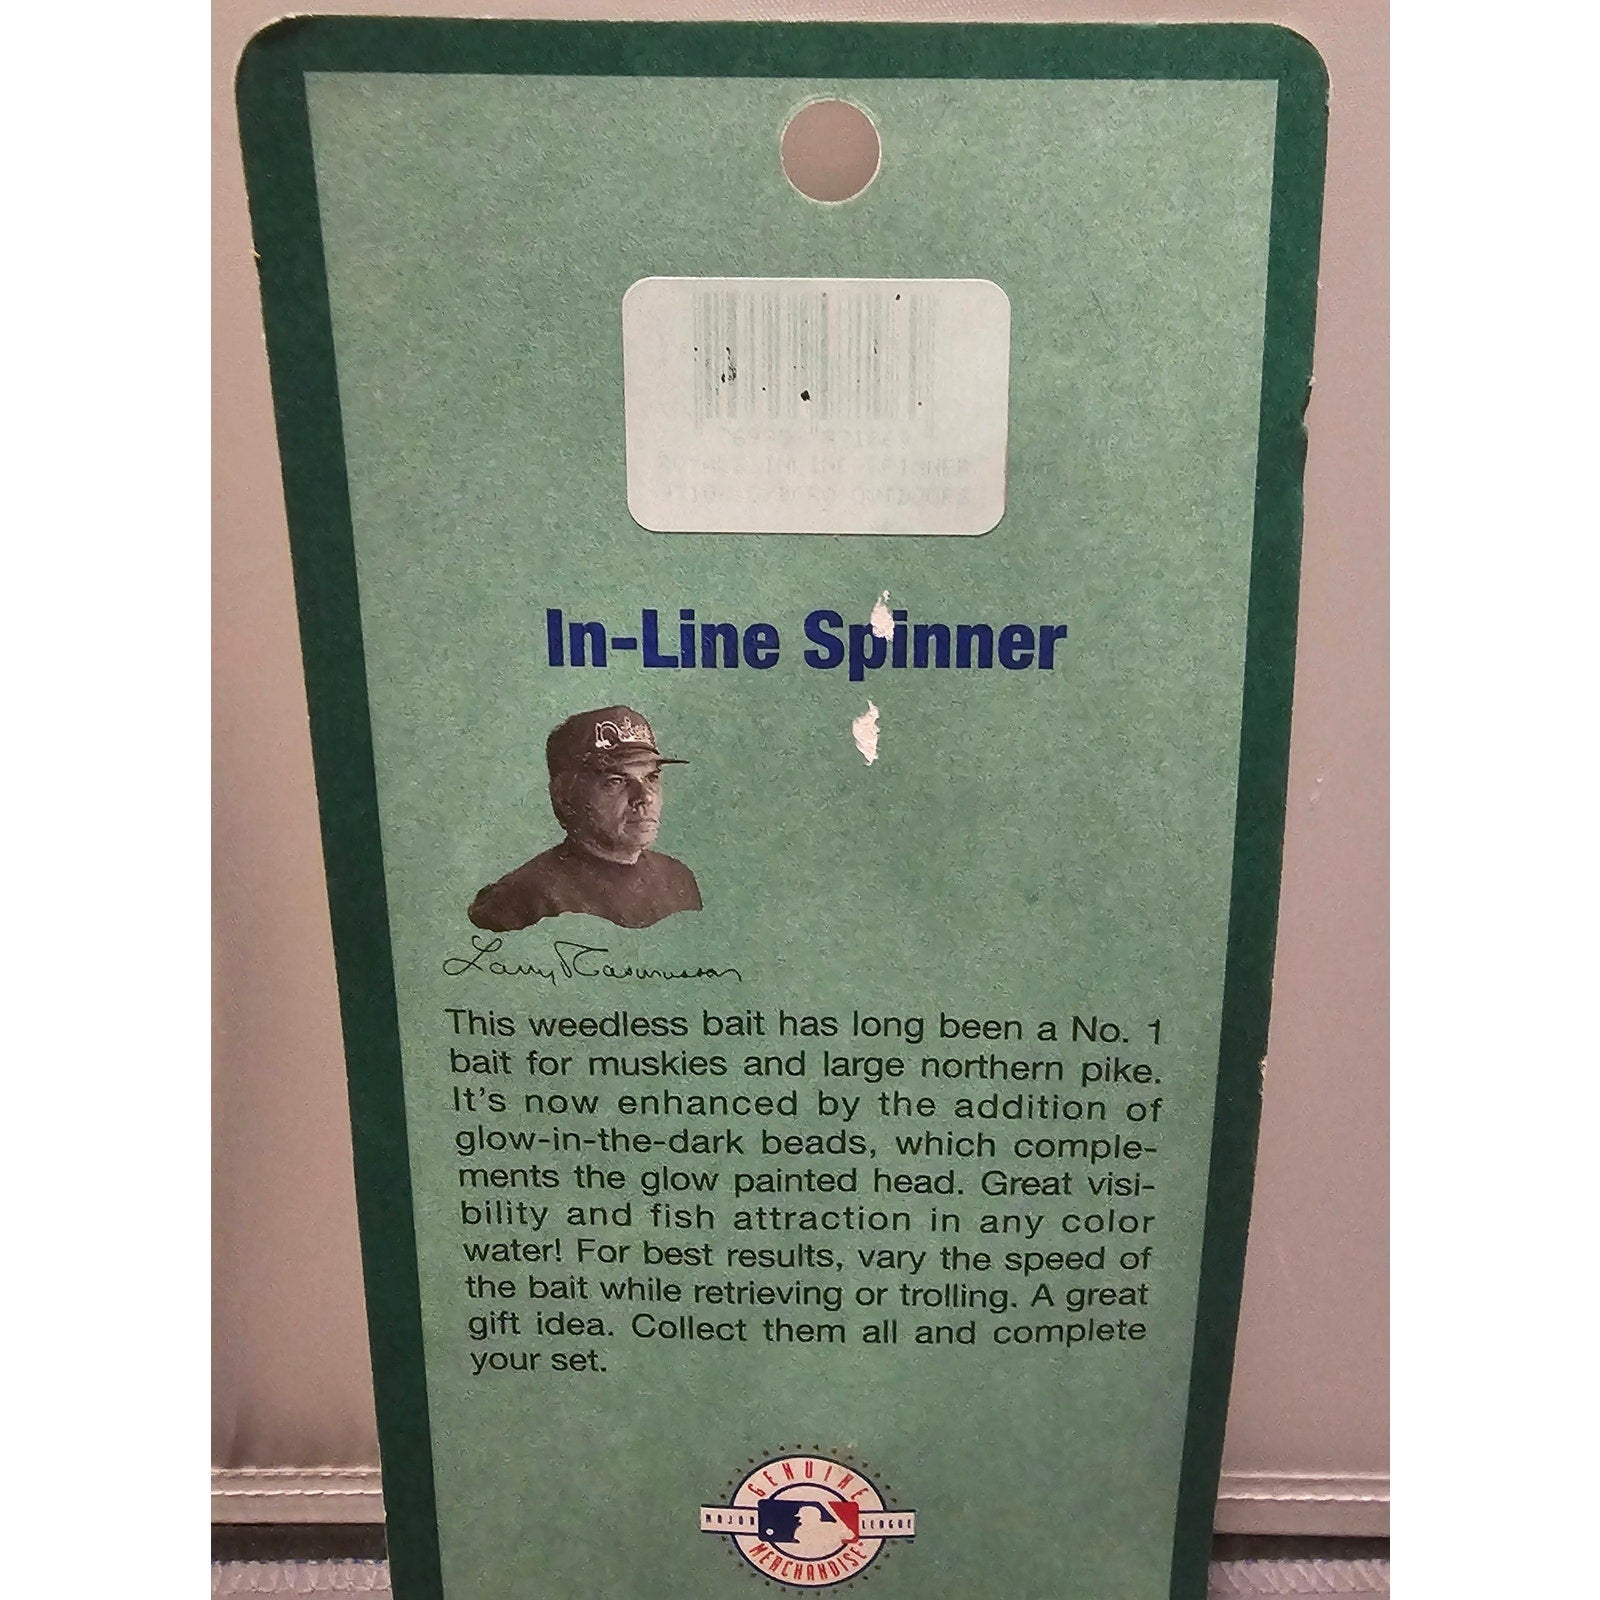 In-Line Spinner
Larry Rasmussen
This weedless bait has long been a No. 1
bait for muskies and large northern pike.
It's now enhanced by the addition of
glow-in-the-dark beads, which comple-
ments the glow painted head. Great visi-
bility and fish attraction in any color
water! For best results, vary the speed of
the bait while retrieving or trolling. A great
gift idea. Collect them all and complete
your set.
GENUINE
MAJOR LEAGUE
MERCHANDISE